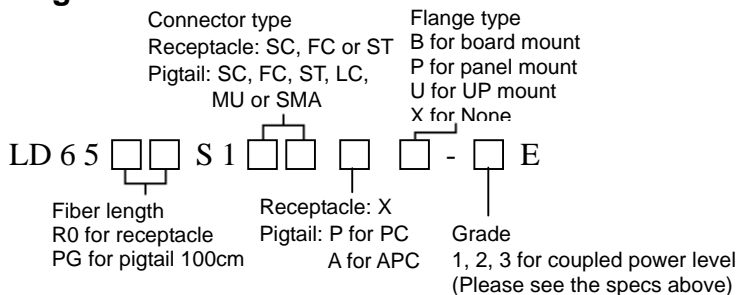 Connector type
Receptacle: SC, FC or ST
Pigtail: SC, FC, ST, LC,
MU or SMA
Flange type
B for board mount
P for panel mount
U for UP mount
X for None
LD 6 5 □□ S 1 □□ □ □ - □ E
Fiber length
R0 for receptacle
PG for pigtail 100cm
Receptacle: X
Pigtail: P for PC
A for APC
Grade
1, 2, 3 for coupled power level
(Please see the specs above)